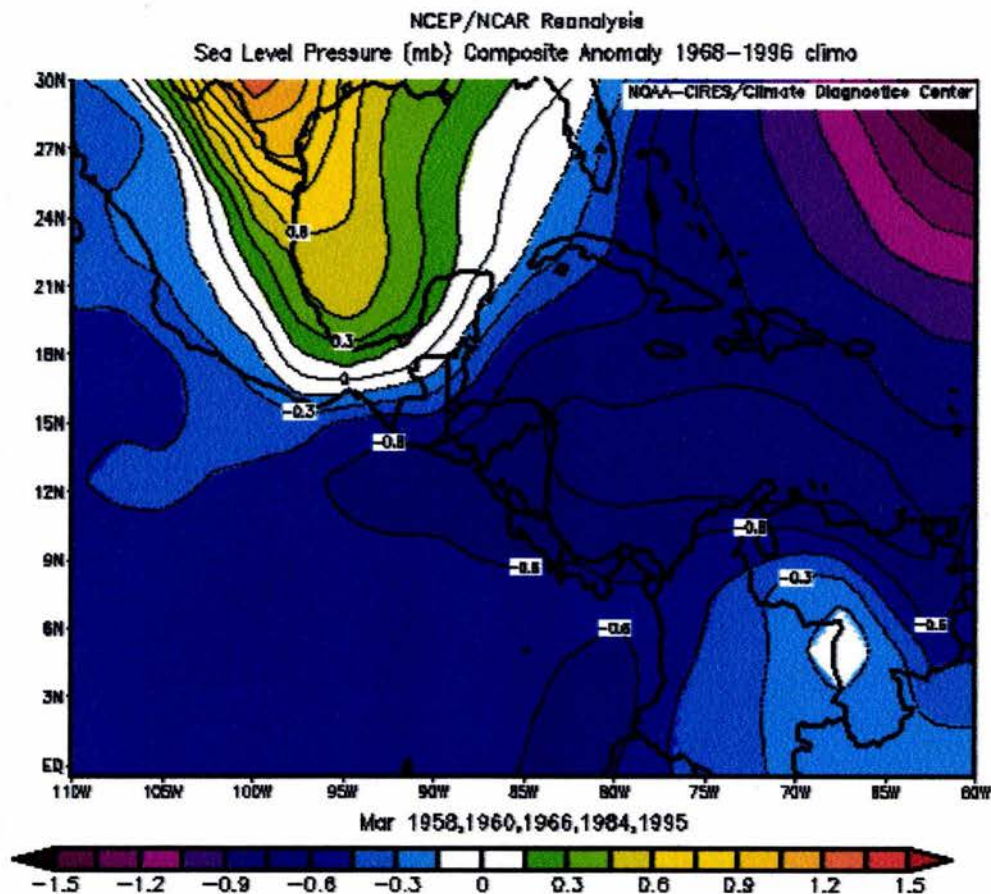 NCEP/NCAR Reanalysis
Sea Level Pressure (mb) Composite Anomaly 1968-1996 climo
NOAA-CIRES/Climate Diagnostics Center
30N
27N
24N
0.8
21N
0.3
18N
0
-0.3
15N
-0.8
12N
-0.8
9N
-0.6
-0.3
6N
-0.6
-0.6
3N
EQ
110W 105W 100W 95W 90W 85W 80W 75W 70W 65W 60W
Mar 1958,1960,1966,1984,1995
-1.5 -1.2 -0.9 -0.6 -0.3 0 0.3 0.6 0.9 1.2 1.5